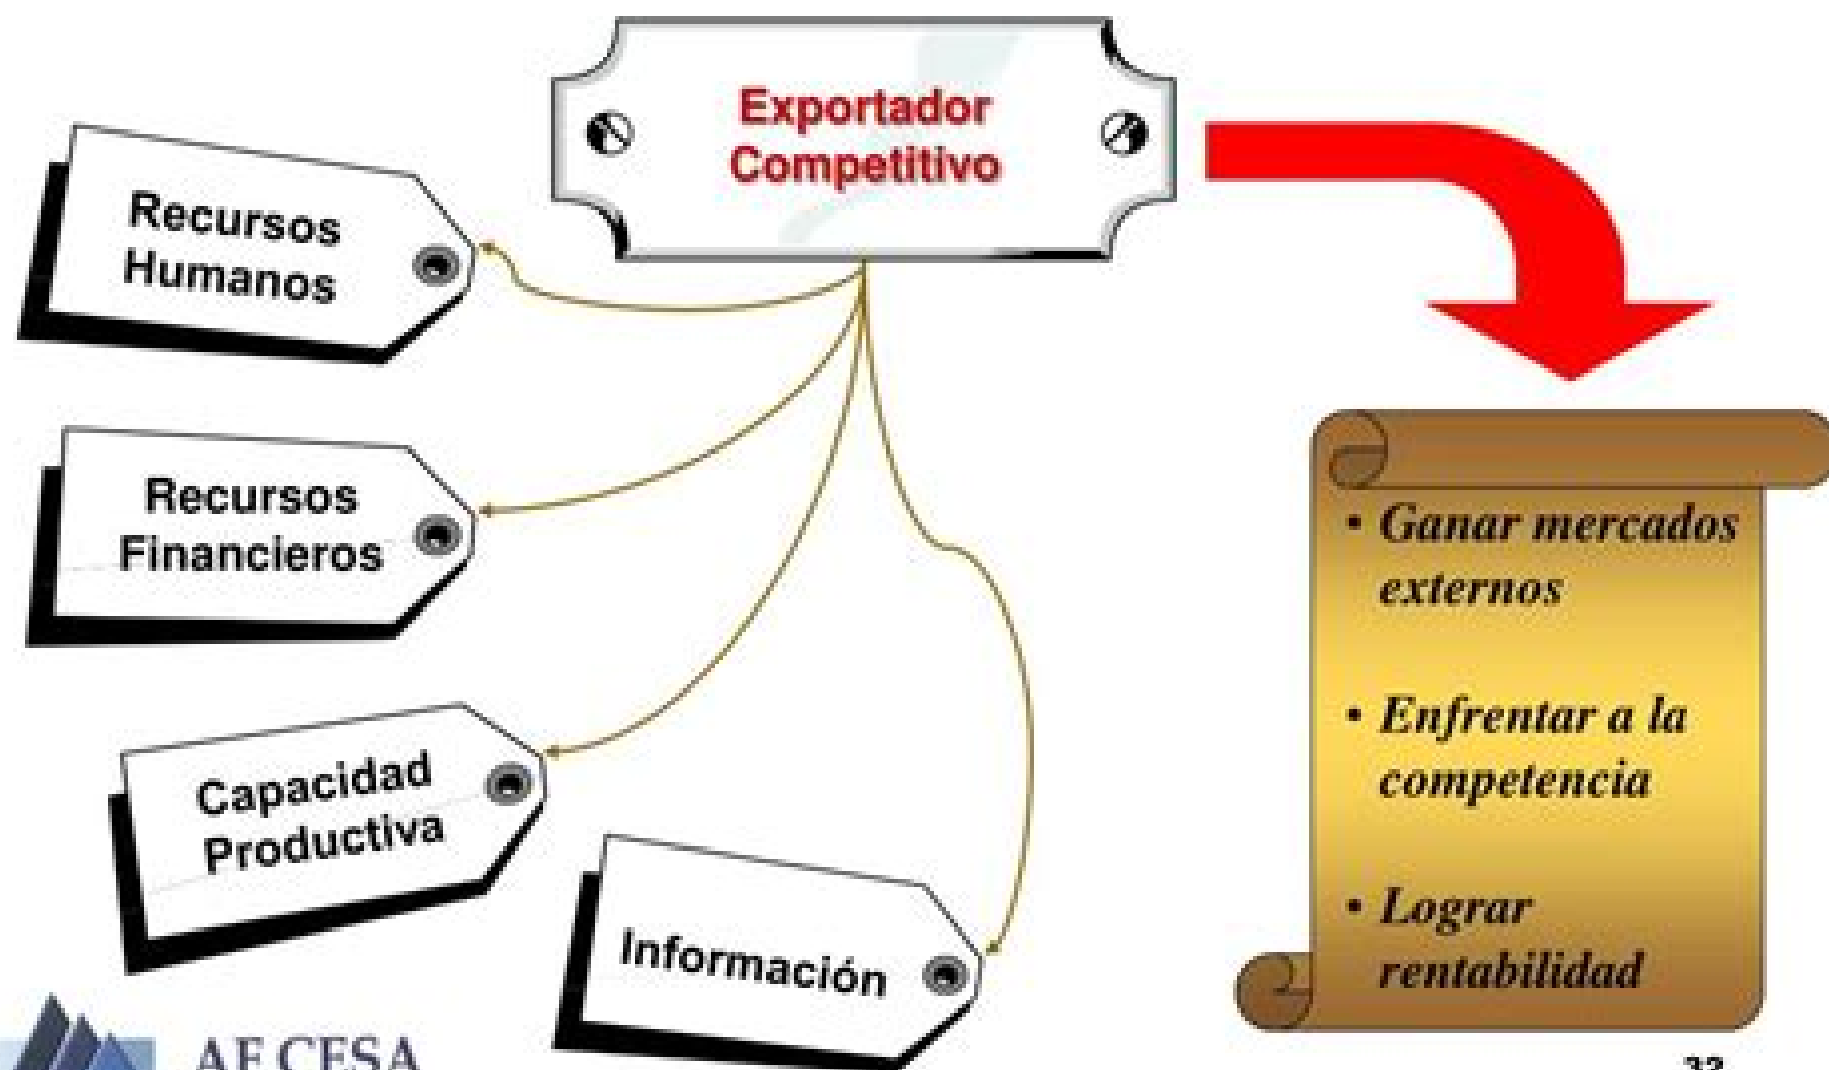 Exportador
Competitivo
Recursos
Humanos
Recursos
Financieros
Capacidad
Productiva
Información
• Ganar mercados
externos
• Enfrentar a la
competencia
• Lograr
rentabilidad